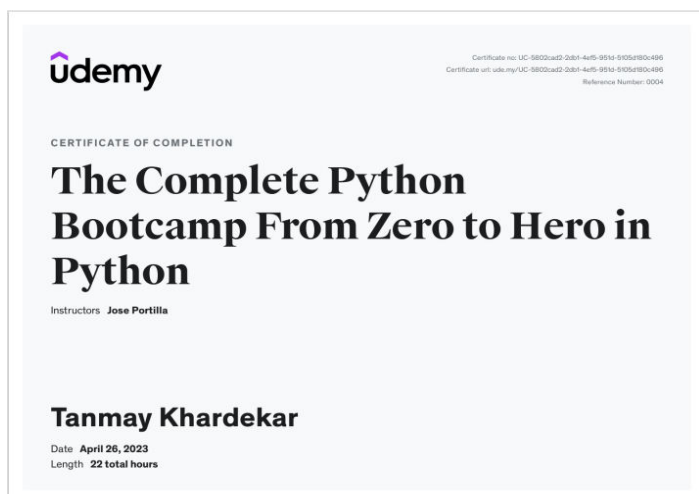 udemy
Certificate no: UC-5802cad2-2db1-4ef5-951d-5105d180c496
Certificate url: ude.my/UC-5802cad2-2db1-4ef5-951d-5105d180c496
Reference Number: 0004
CERTIFICATE OF COMPLETION
The Complete Python
Bootcamp From Zero to Hero in
Python
Instructors Jose Portilla
Tanmay Khardekar
Date April 26, 2023
Length 22 total hours